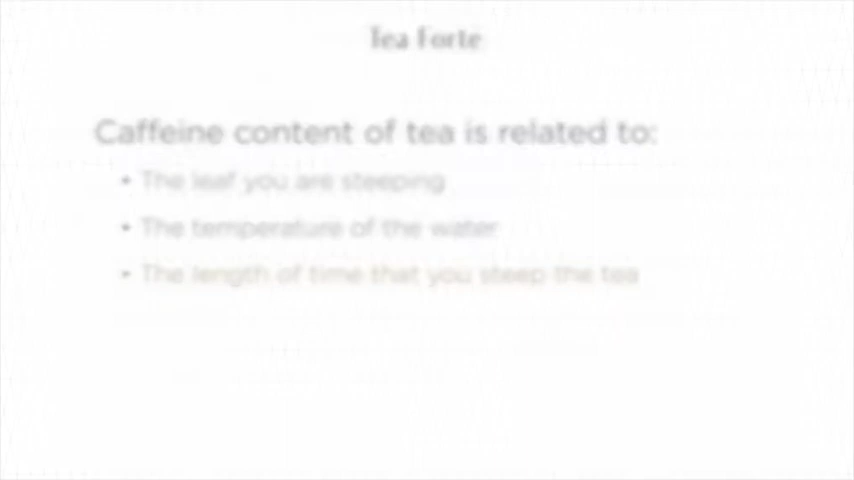 Tea Forte
Caffeine content of tea is related to:
• The leaf you are steeping
• The temperature of the water
• The length of time that you steep the tea